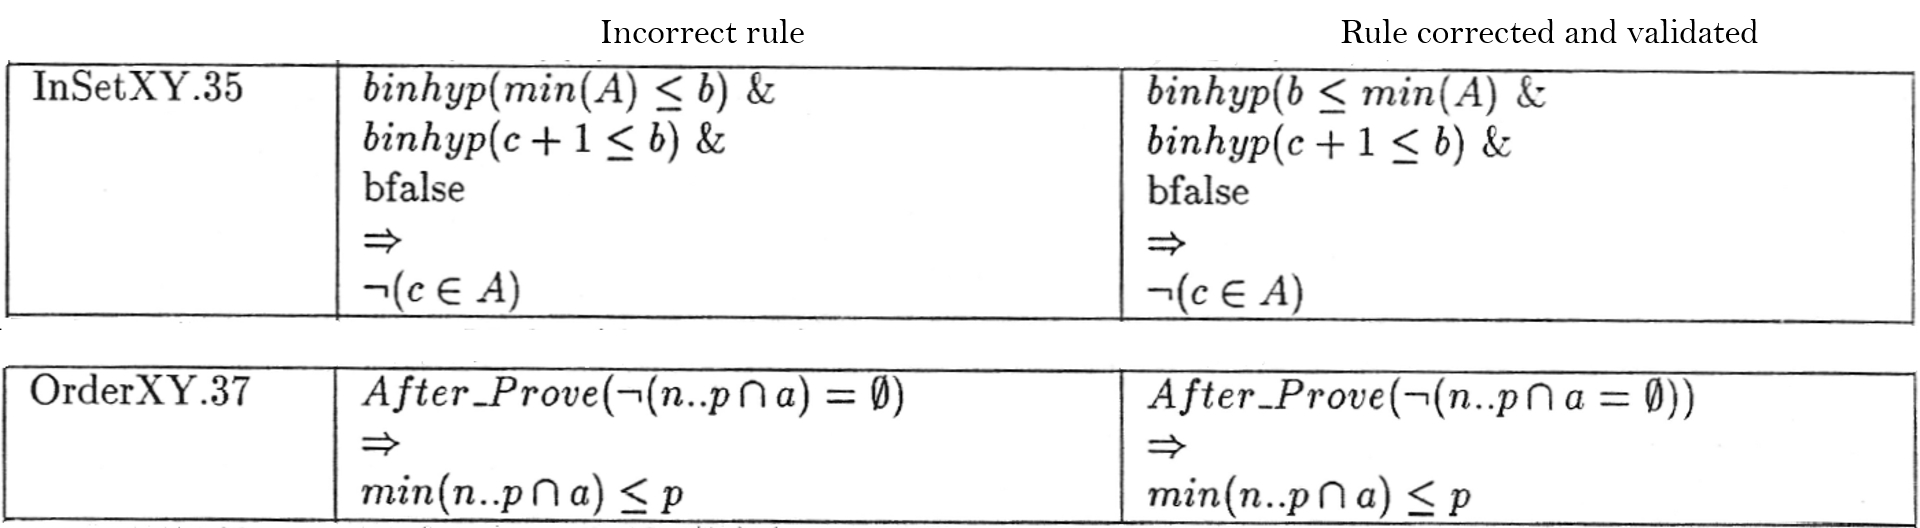 Incorrect rule Rule corrected and validated
InSetXY.35 binhyp(min(A) ≤ b) & binhyp(b ≤ min(A) &
binhyp(c + 1 ≤ b) & binhyp(c + 1 ≤ b) &
bfalse bfalse
⇒ ⇒
¬(c ∈ A) ¬(c ∈ A)
OrderXY.37 After_Prove(¬(n..p ∩ a) = ∅) After_Prove(¬(n..p ∩ a = ∅))
⇒ ⇒
min(n..p ∩ a) ≤ p min(n..p ∩ a) ≤ p